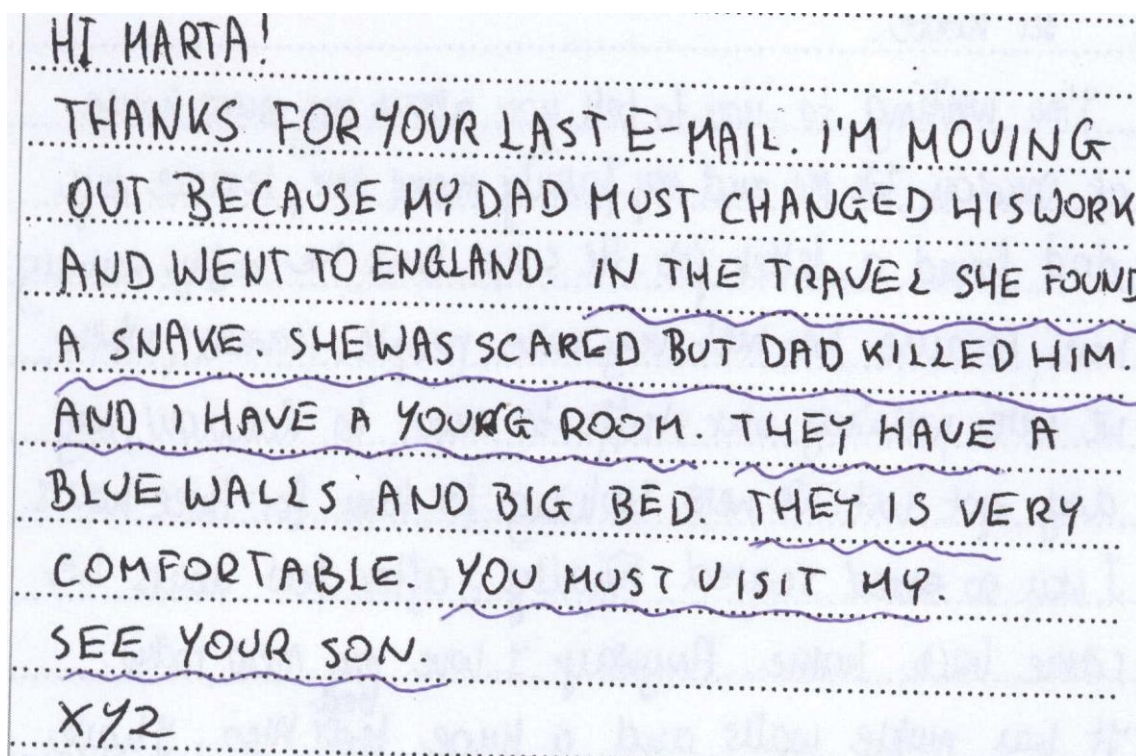 HI MARTA!
THANKS FOR YOUR LAST E-MAIL. I'M MOVING
OUT BECAUSE MY DAD MUST CHANGED HIS WORK
AND WENT TO ENGLAND. IN THE TRAVEL SHE FOUND
A SNAKE. SHE WAS SCARED BUT DAD KILLED HIM.
AND I HAVE A YOUNG ROOM. THEY HAVE A
BLUE WALLS AND BIG BED. THEY IS VERY
COMFORTABLE. YOU MUST VISIT MY.
SEE YOUR SON.
XYZ